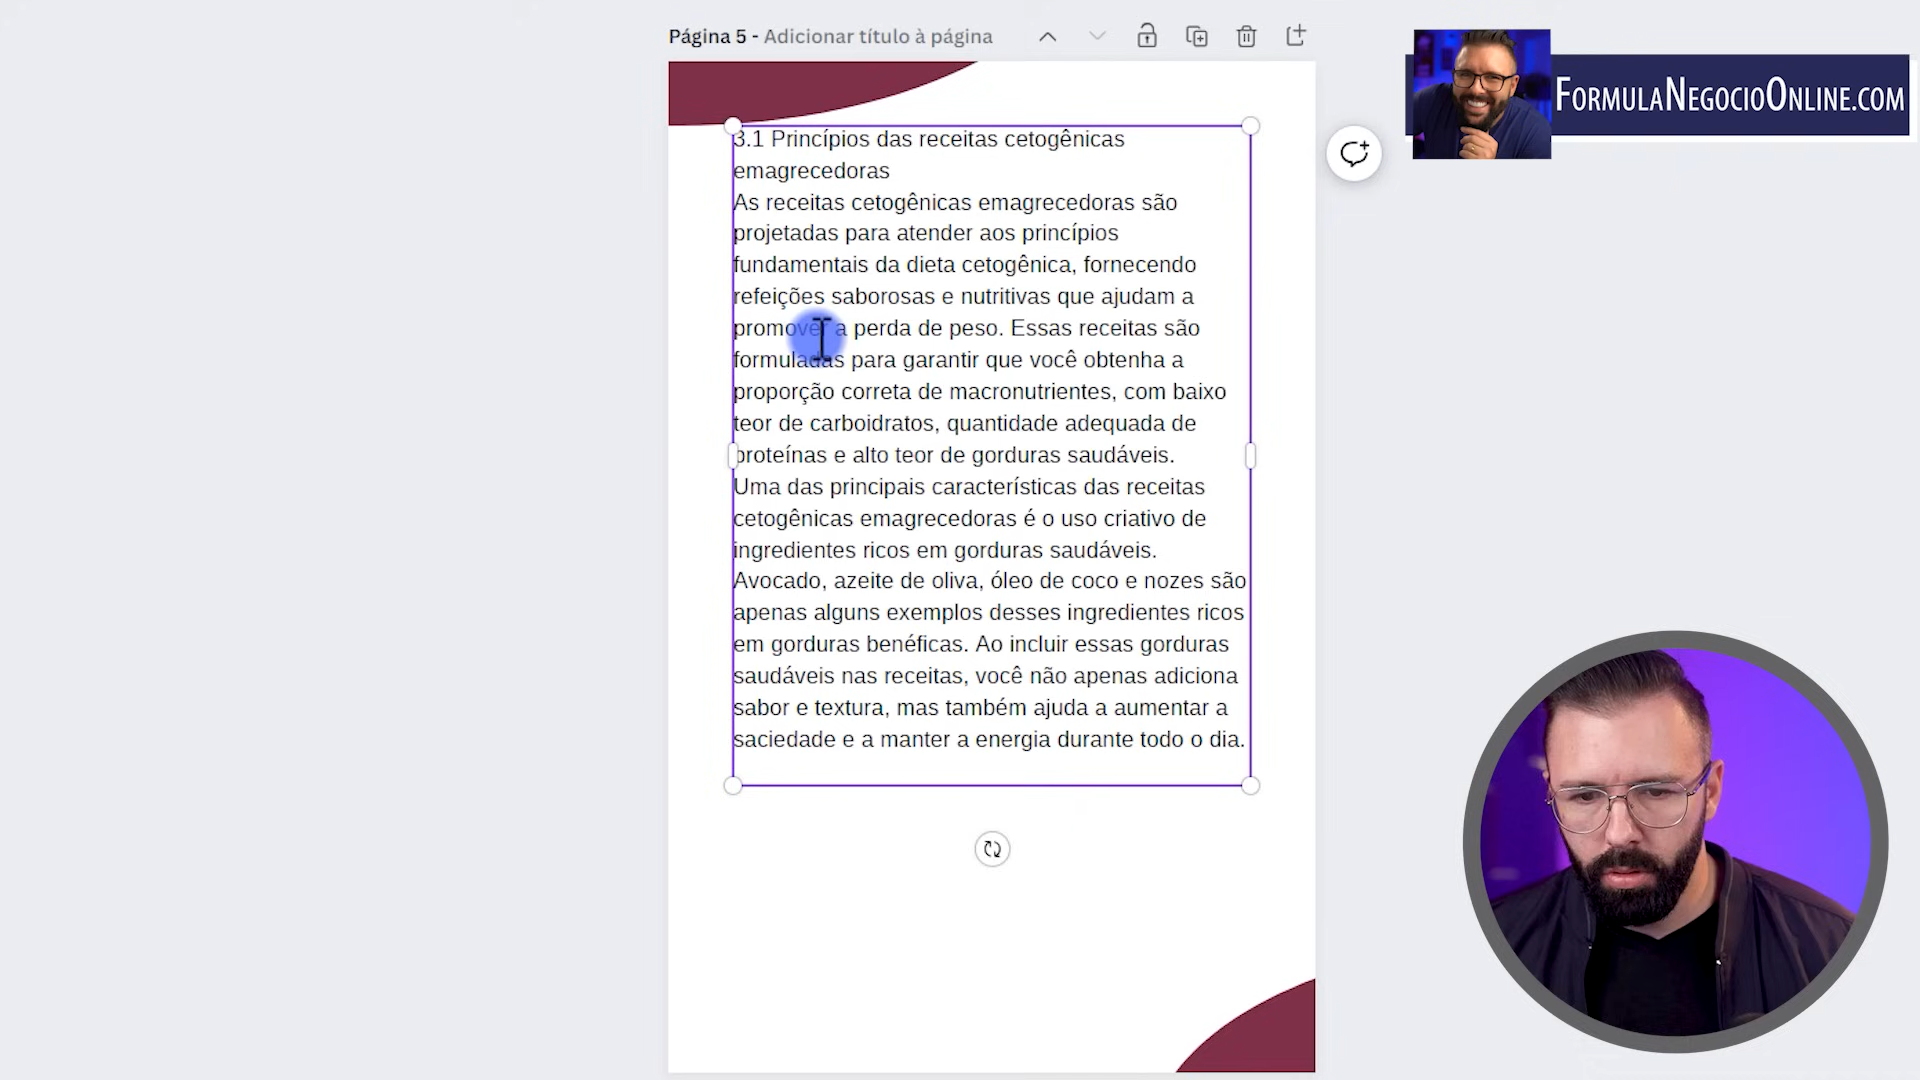 Página 5 - Adicionar título à página
FormulaNegocioOnline.com
3.1 Princípios das receitas cetogênicas
emagrecedoras
As receitas cetogênicas emagrecedoras são
projetadas para atender aos princípios
fundamentais da dieta cetogênica, fornecendo
refeições saborosas e nutritivas que ajudam a
promover a perda de peso. Essas receitas são
formuladas para garantir que você obtenha a
proporção correta de macronutrientes, com baixo
teor de carboidratos, quantidade adequada de
proteínas e alto teor de gorduras saudáveis.
Uma das principais características das receitas
cetogênicas emagrecedoras é o uso criativo de
ingredientes ricos em gorduras saudáveis.
Avocado, azeite de oliva, óleo de coco e nozes são
apenas alguns exemplos desses ingredientes ricos
em gorduras benéficas. Ao incluir essas gorduras
saudáveis nas receitas, você não apenas adiciona
sabor e textura, mas também ajuda a aumentar a
saciedade e a manter a energia durante todo o dia.